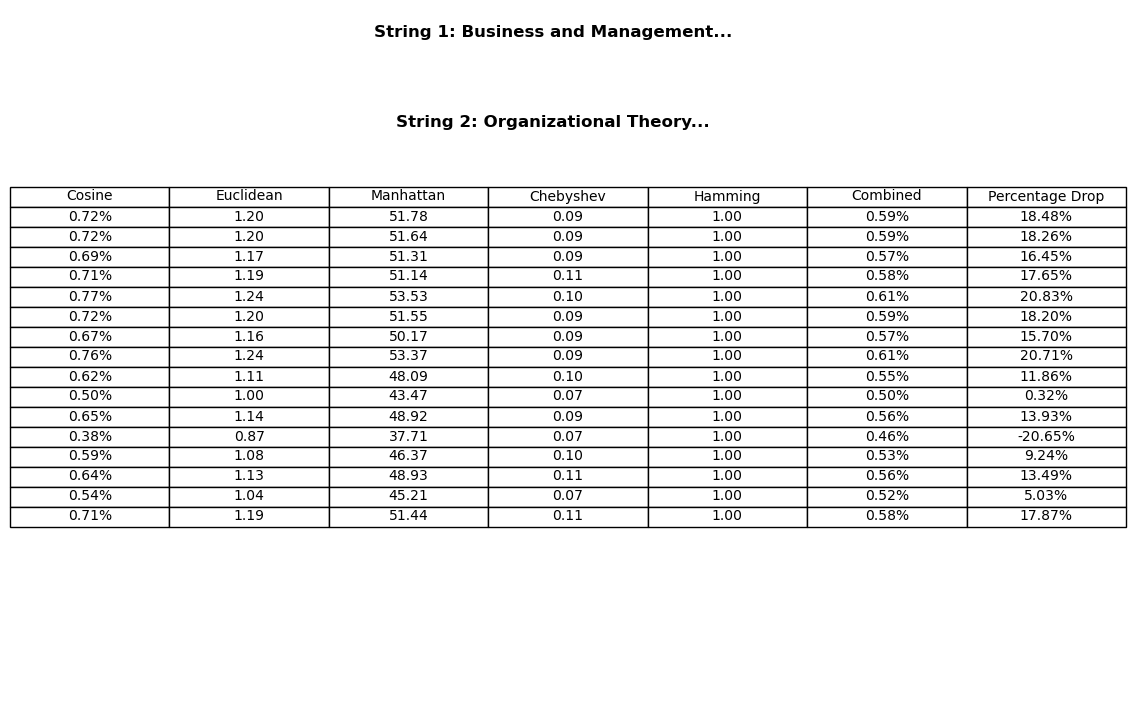 String 1: Business and Management...
String 2: Organizational Theory...
Cosine Euclidean Manhattan Chebyshev Hamming Combined Percentage Drop
0.72% 1.20 51.78 0.09 1.00 0.59% 18.48%
0.72% 1.20 51.64 0.09 1.00 0.59% 18.26%
0.69% 1.17 51.31 0.09 1.00 0.57% 16.45%
0.71% 1.19 51.14 0.11 1.00 0.58% 17.65%
0.77% 1.24 53.53 0.10 1.00 0.61% 20.83%
0.72% 1.20 51.55 0.09 1.00 0.59% 18.20%
0.67% 1.16 50.17 0.09 1.00 0.57% 15.70%
0.76% 1.24 53.37 0.09 1.00 0.61% 20.71%
0.62% 1.11 48.09 0.10 1.00 0.55% 11.86%
0.50% 1.00 43.47 0.07 1.00 0.50% 0.32%
0.65% 1.14 48.92 0.09 1.00 0.56% 13.93%
0.38% 0.87 37.71 0.07 1.00 0.46% -20.65%
0.59% 1.08 46.37 0.10 1.00 0.53% 9.24%
0.64% 1.13 48.93 0.11 1.00 0.56% 13.49%
0.54% 1.04 45.21 0.07 1.00 0.52% 5.03%
0.71% 1.19 51.44 0.11 1.00 0.58% 17.87%